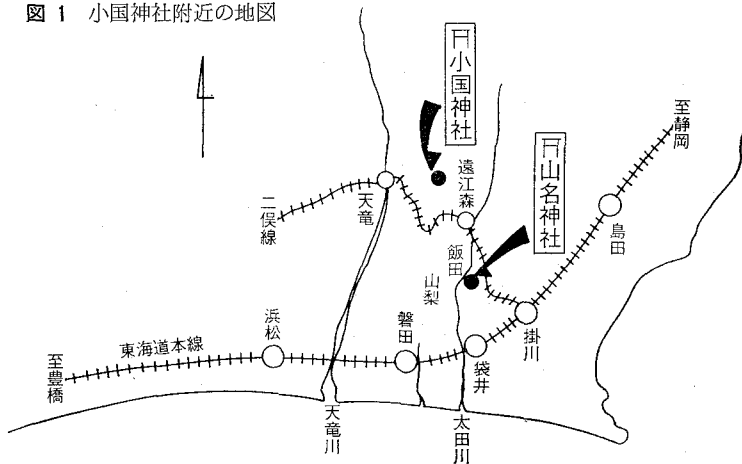 図 1 小国神社附近の地図
⛩小国神社
⛩山名神社
至静岡
島田
遠江森
天竜
二俣線
飯田
山梨
掛川
袋井
磐田
浜松
東海道本線
至豊橋
天竜川
太田川